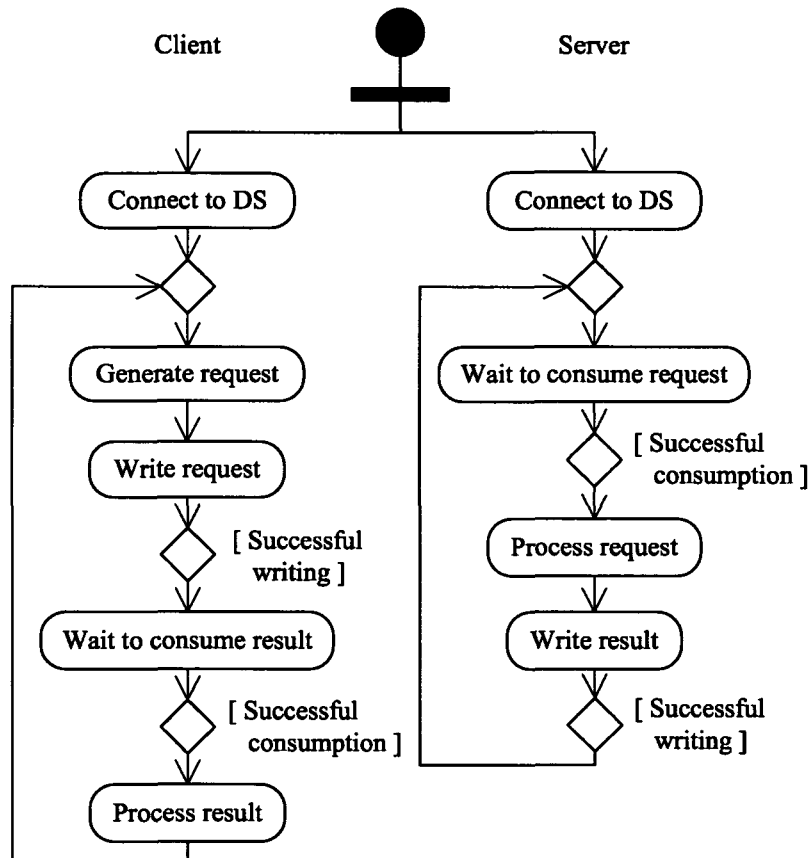 Client
Server
Connect to DS
Connect to DS
Generate request
Wait to consume request
Write request
[ Successful
consumption ]
[ Successful
writing ]
Process request
Wait to consume result
Write result
[ Successful
consumption ]
[ Successful
writing ]
Process result